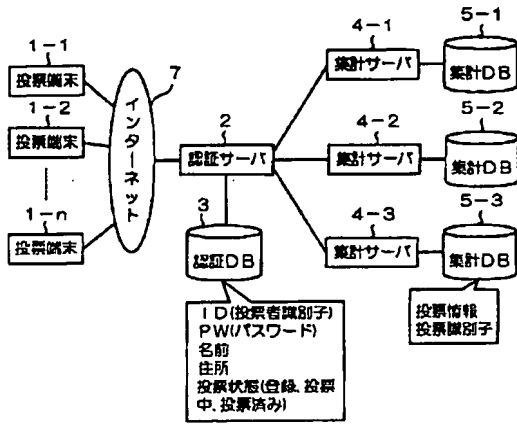 1-1
投票端末
1-2
投票端末
1-n
投票端末
7
インターネット
2
認証サーバ
3
認証DB
ID(投票者識別子)
PW(パスワード)
名前
住所
投票状態(登録、投票
中、投票済み)
4-1
集計サーバ
5-1
集計DB
4-2
集計サーバ
5-2
集計DB
4-3
集計サーバ
5-3
集計DB
投票情報
投票識別子